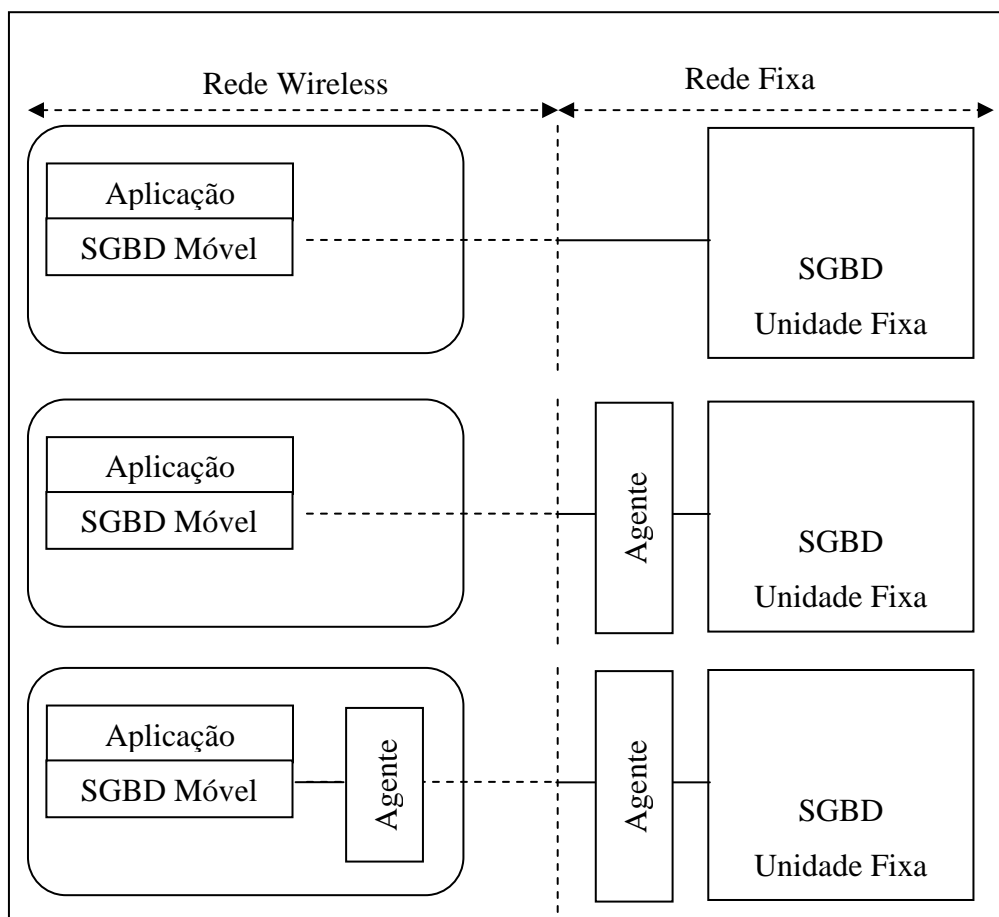 Rede Wireless
Rede Fixa
Aplicação
SGBD Móvel
SGBD
Unidade Fixa
Aplicação
SGBD Móvel
Agente
SGBD
Unidade Fixa
Aplicação
SGBD Móvel
Agente
Agente
SGBD
Unidade Fixa